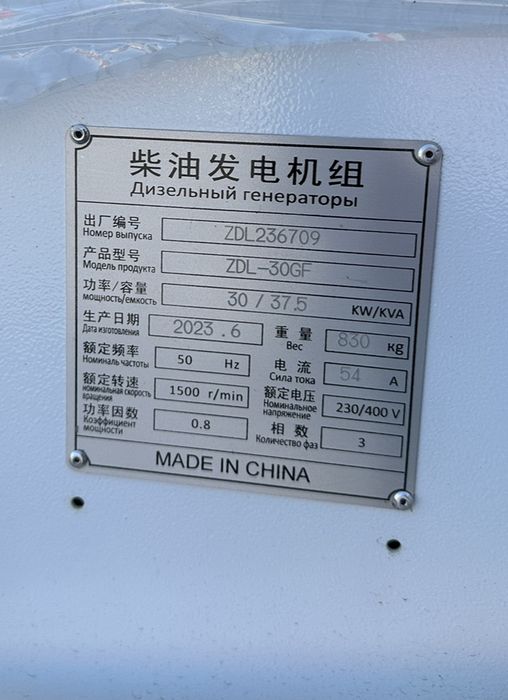 柴油发电机组
Дизельный генераторы
出厂编号 ZDL236709
Номер выпуска
产品型号 ZDL-30GF
Модель продукта
功率/容量 30 / 37.5 KW/KVA
мощность/емкость
生产日期 2023.6 重量 830 кg
Дата изготовления Вес
额定频率 50 Hz 电流 54 A
Номиналь частоты Сила тока
额定转速 1500 r/min 额定电压 230/400 V
номинальная скорость вращения Номинальное напряжение
功率因数 0.8 相数 3
Коэффициент мощности Количество фаз
MADE IN CHINA